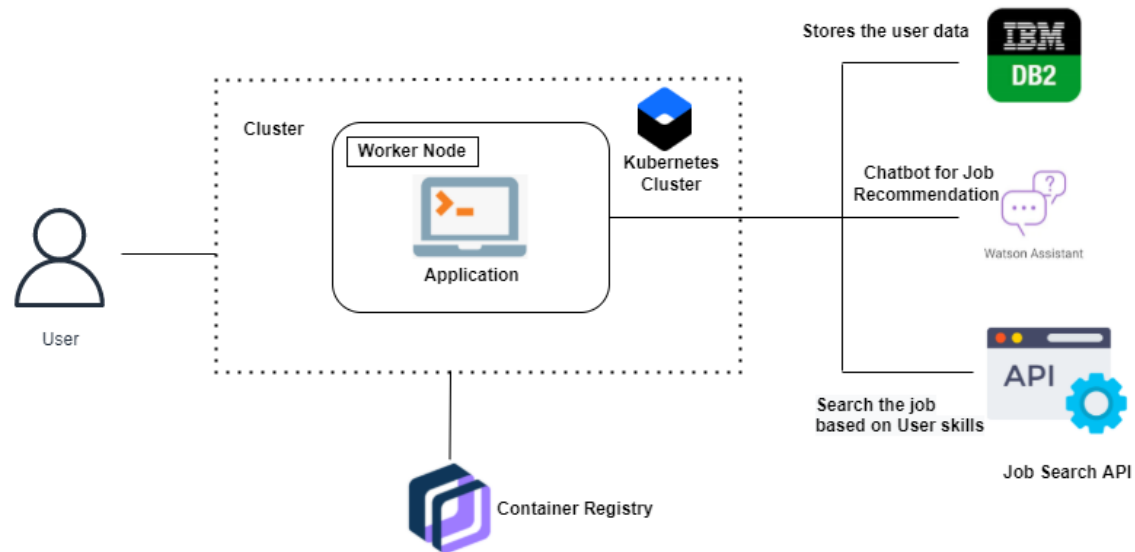 Stores the user data
IBM
DB2
Cluster
Worker Node
Kubernetes
Cluster
Application
Chatbot for Job
Recommendation
?
Watson Assistant
User
API
Search the job
based on User skills
Job Search API
Container Registry